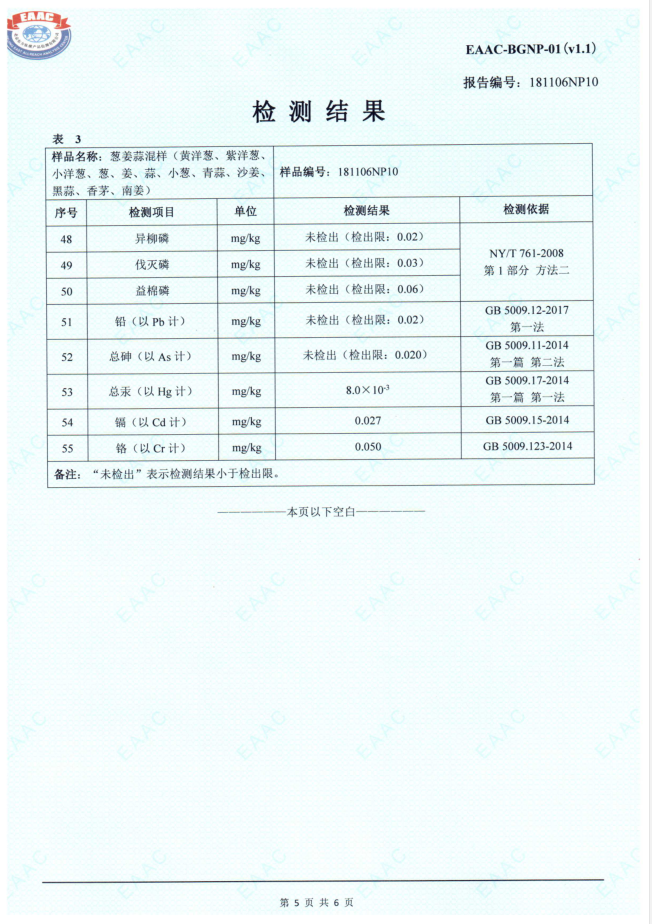 EAAC
EAAC-BGNP-01(v1.1)
报告编号：181106NP10
检测结果
表 3
样品名称：葱姜蒜混样（黄洋葱、紫洋葱、
小洋葱、葱、姜、蒜、小葱、青蒜、沙姜、
黑蒜、香茅、南姜）
样品编号：181106NP10
序号 检测项目 单位 检测结果 检测依据
48 异柳磷 mg/kg 未检出（检出限：0.02）
49 伐灭磷 mg/kg 未检出（检出限：0.03）
50 益棉磷 mg/kg 未检出（检出限：0.06）
NY/T 761-2008
第 1 部分 方法二
51 铅（以 Pb 计） mg/kg 未检出（检出限：0.02）
GB 5009.12-2017
第一法
52 总砷（以 As 计） mg/kg 未检出（检出限：0.020）
GB 5009.11-2014
第一篇 第二法
53 总汞（以 Hg 计） mg/kg 8.0×10⁻³
GB 5009.17-2014
第一篇 第一法
54 镉（以 Cd 计） mg/kg 0.027 GB 5009.15-2014
55 铬（以 Cr 计） mg/kg 0.050 GB 5009.123-2014
备注：“未检出”表示检测结果小于检出限。
——————本页以下空白——————
第 5 页 共 6 页